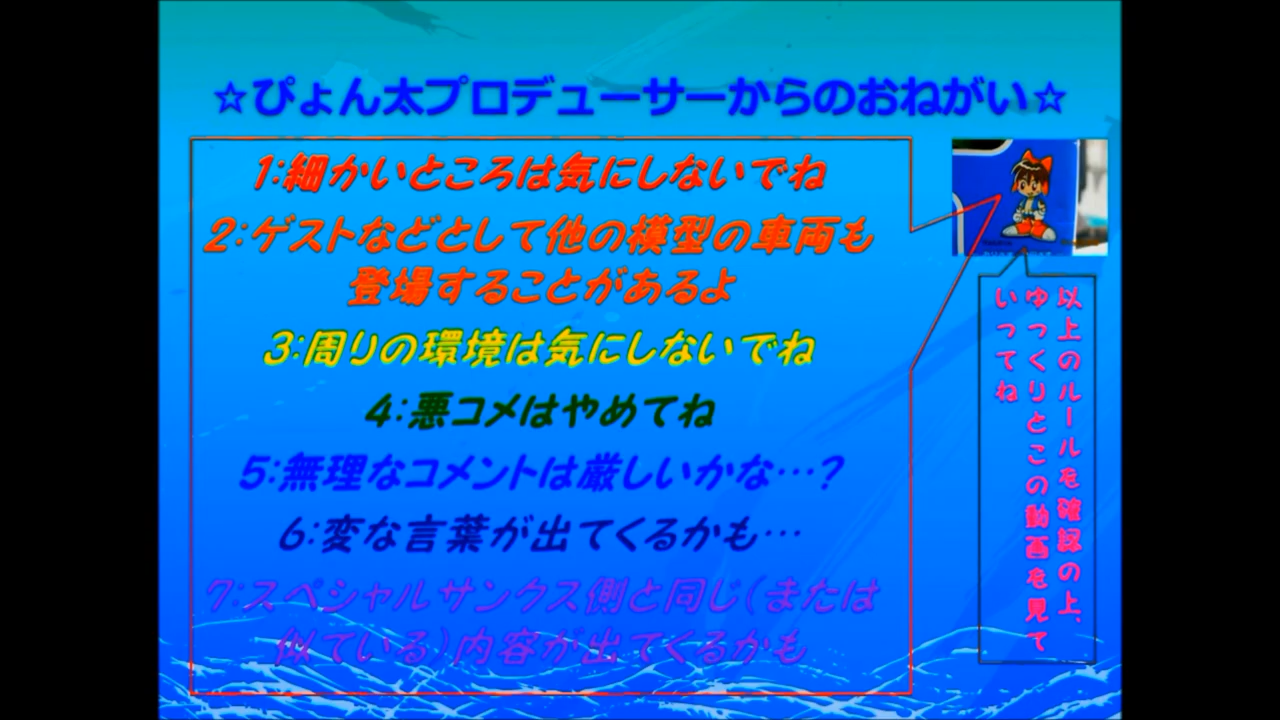 ☆ぴょん太プロデューサーからのおねがい☆
1:細かいところは気にしないでね
2:ゲストなどとして他の模型の車両も
登場することがあるよ
3:周りの環境は気にしないでね
4:悪コメはやめてね
5:無理なコメントは厳しいかな…?
6:変な言葉が出てくるかも…
7:スペシャルサンクス側と同じ(または
似ている)内容が出てくるかも
以上のルールを確認の上、
ゆっくりとこの動画を見て
いってね